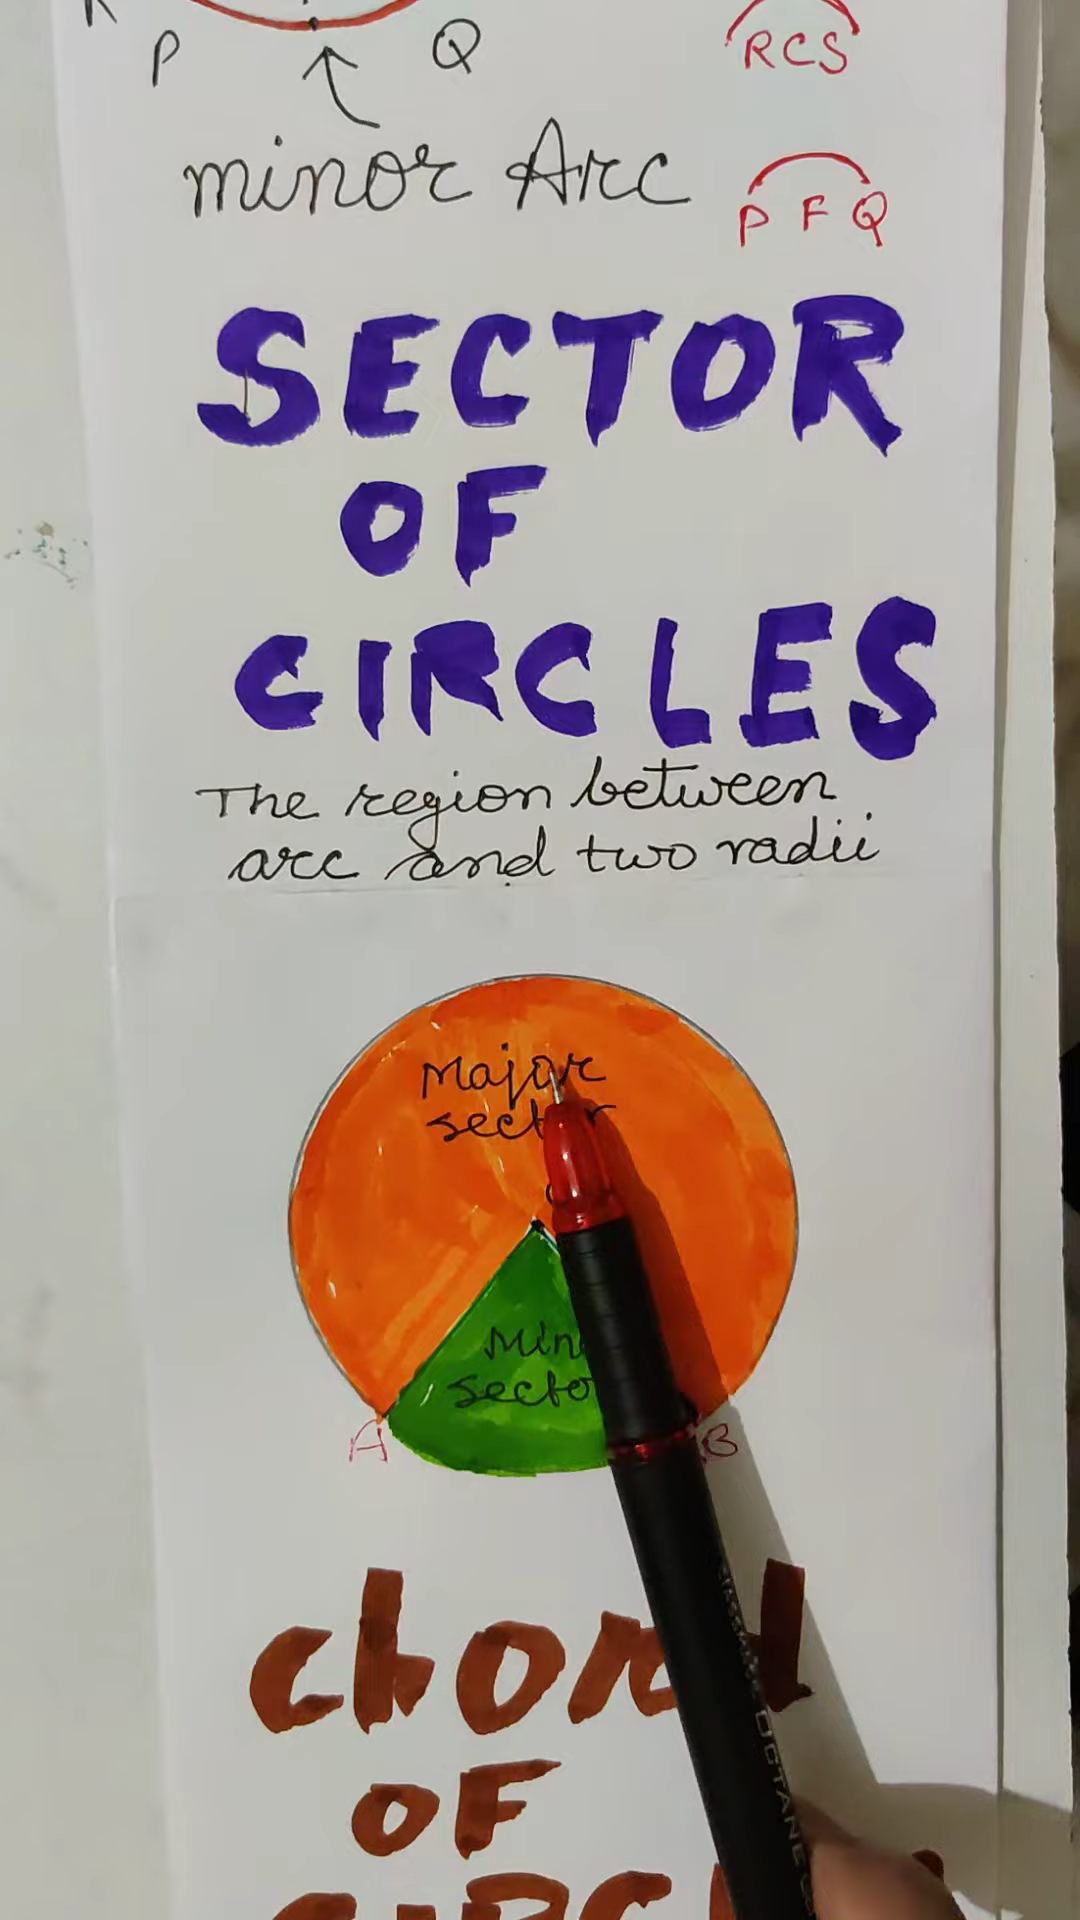 P Q
RCS
minor Arc
PFQ
SECTOR
OF
CIRCLES
The region between
arc and two radii
Major
sector
Minor
sector
A B
chord
OF